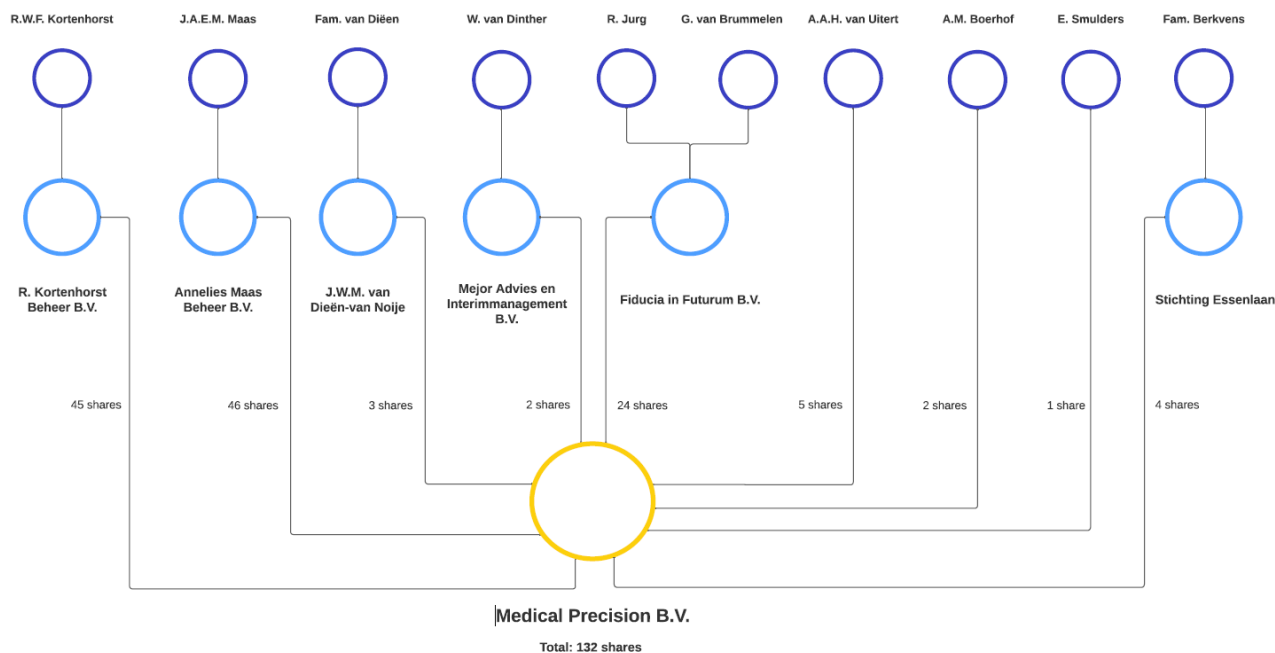 R.W.F. Kortenhorst
J.A.E.M. Maas
Fam. van Diëen
W. van Dinther
R. Jurg
G. van Brummelen
A.A.H. van Uitert
A.M. Boerhof
E. Smulders
Fam. Berkvens
R. Kortenhorst
Beheer B.V.
Annelies Maas
Beheer B.V.
J.W.M. van
Dieën-van Noije
Mejor Advies en
Interimmanagement
B.V.
Fiducia in Futurum B.V.
Stichting Essenlaan
45 shares
46 shares
3 shares
2 shares
24 shares
5 shares
2 shares
1 share
4 shares
Medical Precision B.V.
Total: 132 shares